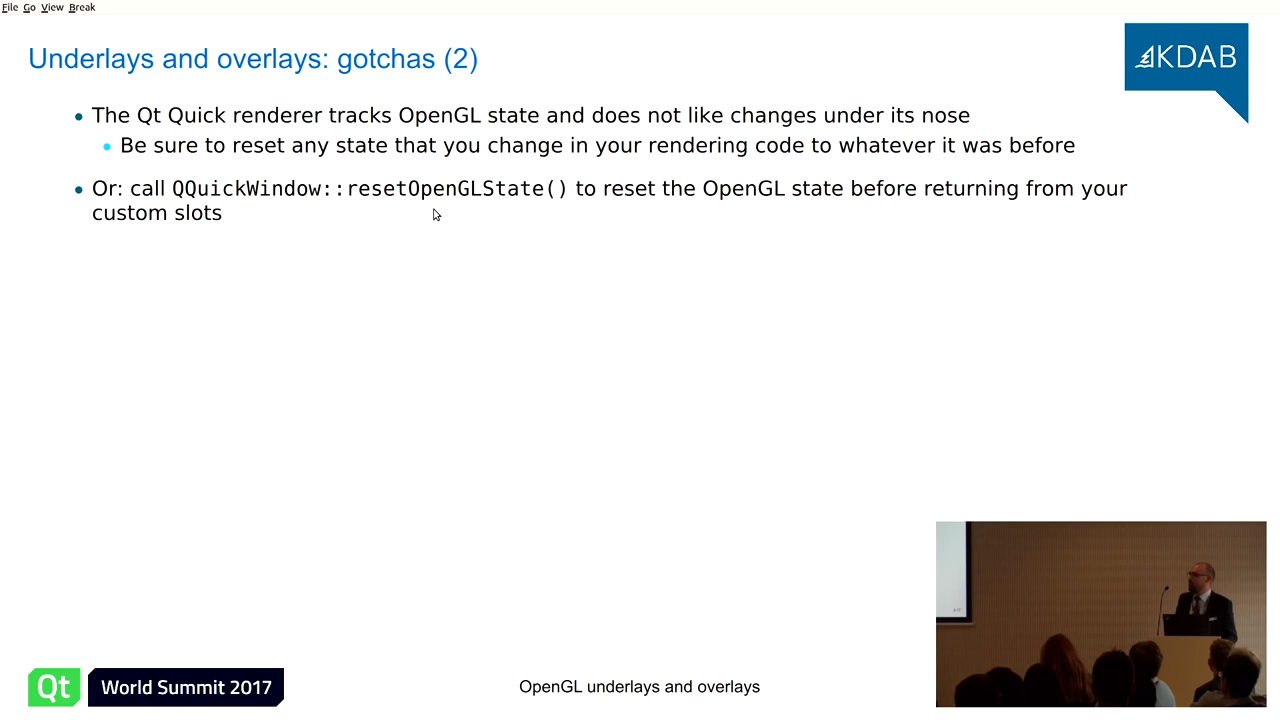 File Go View Break
Underlays and overlays: gotchas (2)
KDAB
The Qt Quick renderer tracks OpenGL state and does not like changes under its nose
Be sure to reset any state that you change in your rendering code to whatever it was before
Or: call QQuickWindow::resetOpenGLState() to reset the OpenGL state before returning from your
custom slots
Qt World Summit 2017
OpenGL underlays and overlays